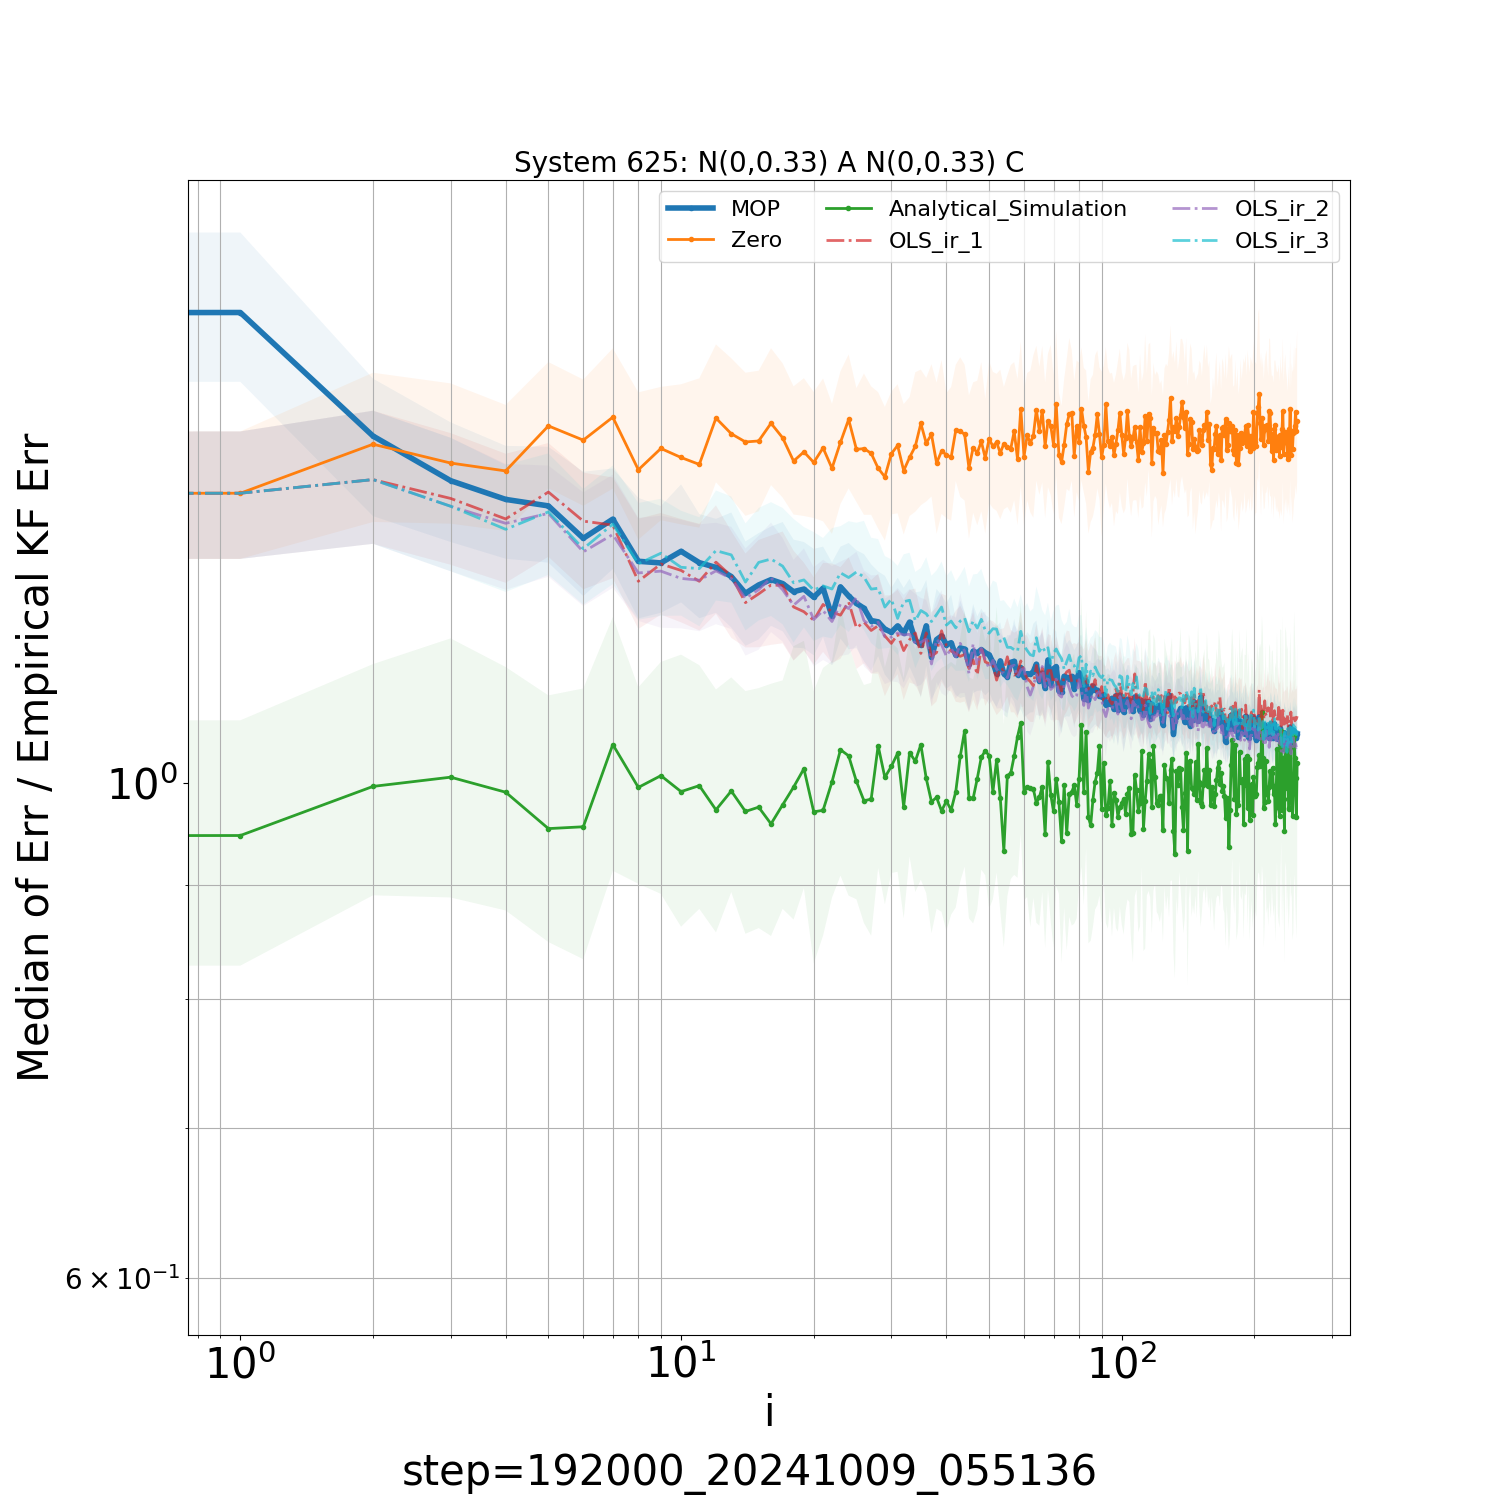 System 625: N(0,0.33) A N(0,0.33) C
MOP
Zero
Analytical_Simulation
OLS_ir_1
OLS_ir_2
OLS_ir_3
Median of Err / Empirical KF Err
10⁰
6 × 10⁻¹
10⁰
10¹
10²
i
step=192000_20241009_055136